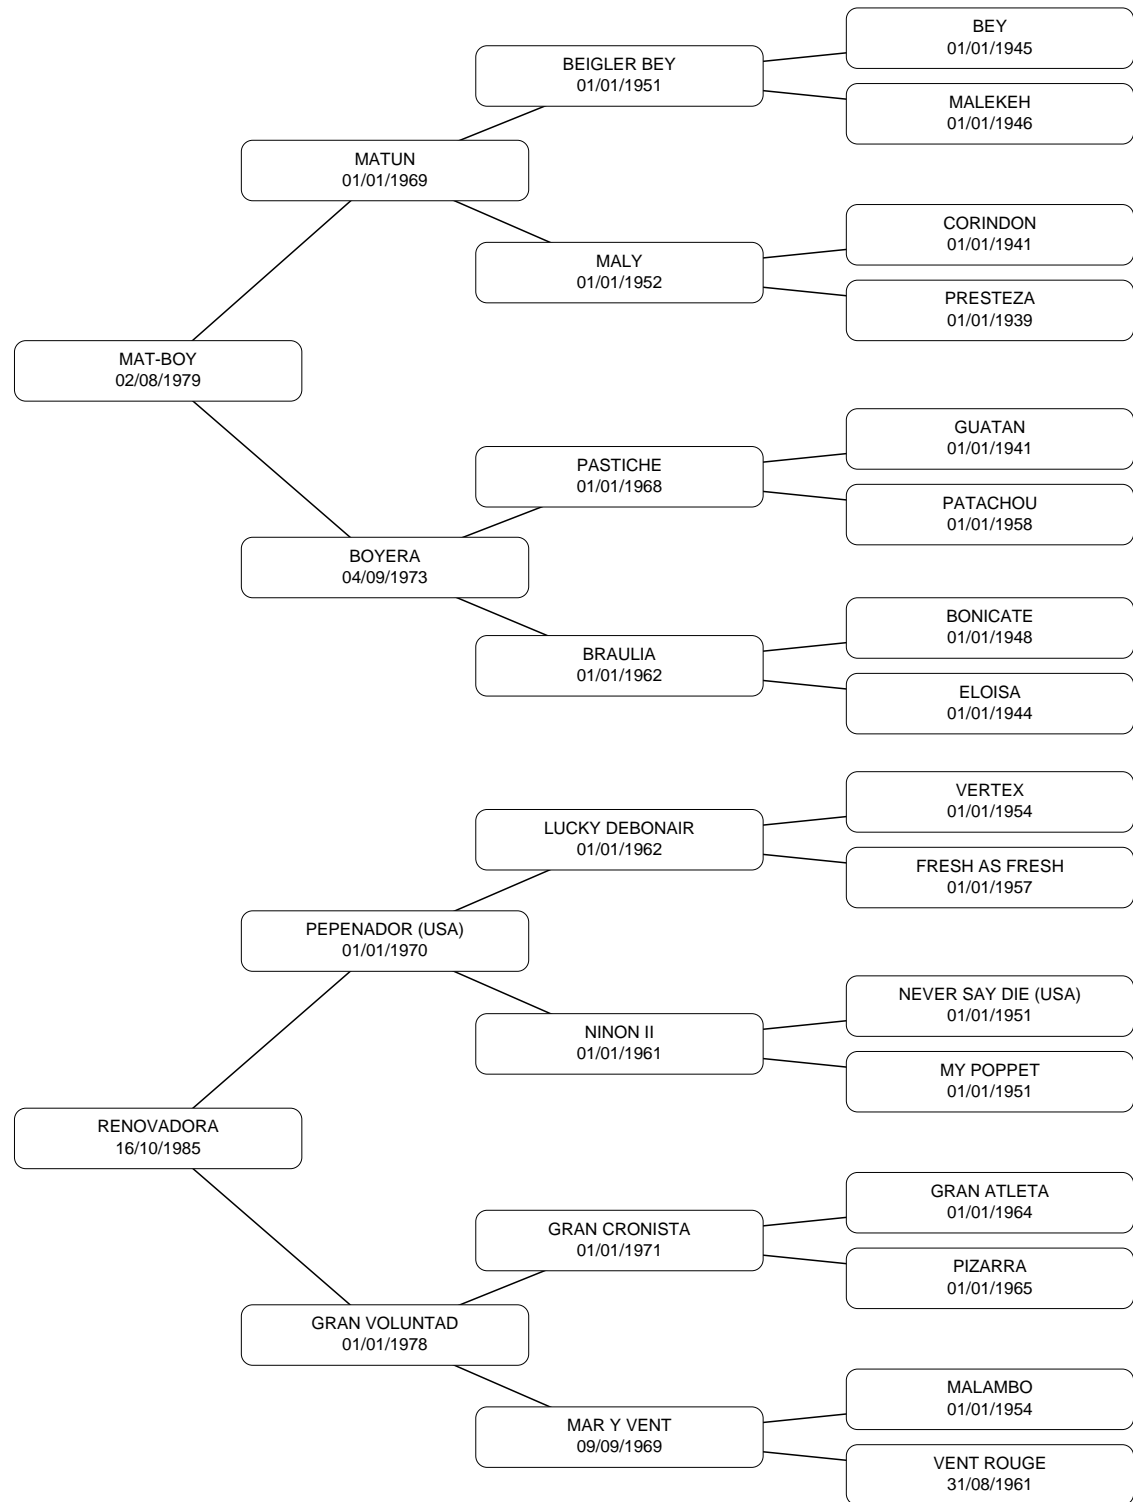 BEY
01/01/1945
BEIGLER BEY
01/01/1951
MALEKEH
01/01/1946
MATUN
01/01/1969
CORINDON
01/01/1941
MALY
01/01/1952
PRESTEZA
01/01/1939
MAT-BOY
02/08/1979
GUATAN
01/01/1941
PASTICHE
01/01/1968
PATACHOU
01/01/1958
BOYERA
04/09/1973
BONICATE
01/01/1948
BRAULIA
01/01/1962
ELOISA
01/01/1944
VERTEX
01/01/1954
LUCKY DEBONAIR
01/01/1962
FRESH AS FRESH
01/01/1957
PEPENADOR (USA)
01/01/1970
NEVER SAY DIE (USA)
01/01/1951
NINON II
01/01/1961
MY POPPET
01/01/1951
RENOVADORA
16/10/1985
GRAN ATLETA
01/01/1964
GRAN CRONISTA
01/01/1971
PIZARRA
01/01/1965
GRAN VOLUNTAD
01/01/1978
MALAMBO
01/01/1954
MAR Y VENT
09/09/1969
VENT ROUGE
31/08/1961